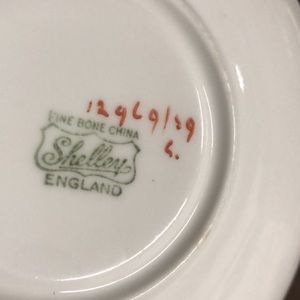 12969/29
S.
FINE BONE CHINA
Shelley
ENGLAND